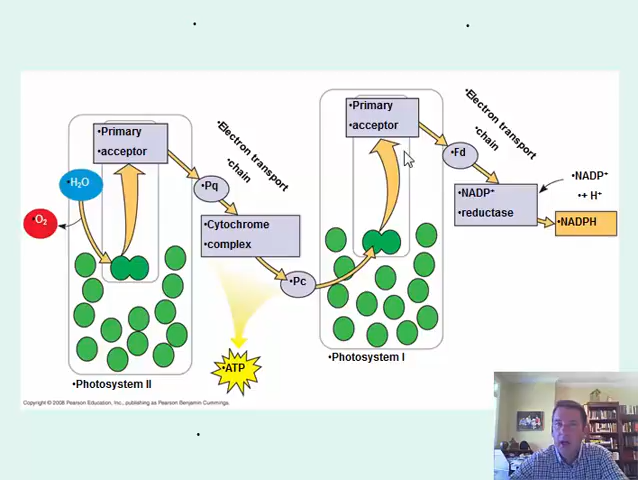 •Primary
acceptor
•H₂O
•O₂
•Electron transport
•chain
•Pq
•Cytochrome
•complex
•Pc
•ATP
•Photosystem II
•Primary
acceptor
•Electron transport
•chain
•Fd
•NADP⁺
•reductase
•NADP⁺
•+ H⁺
•NADPH
•Photosystem I
Copyright © 2008 Pearson Education, Inc., publishing as Pearson Benjamin Cummings.